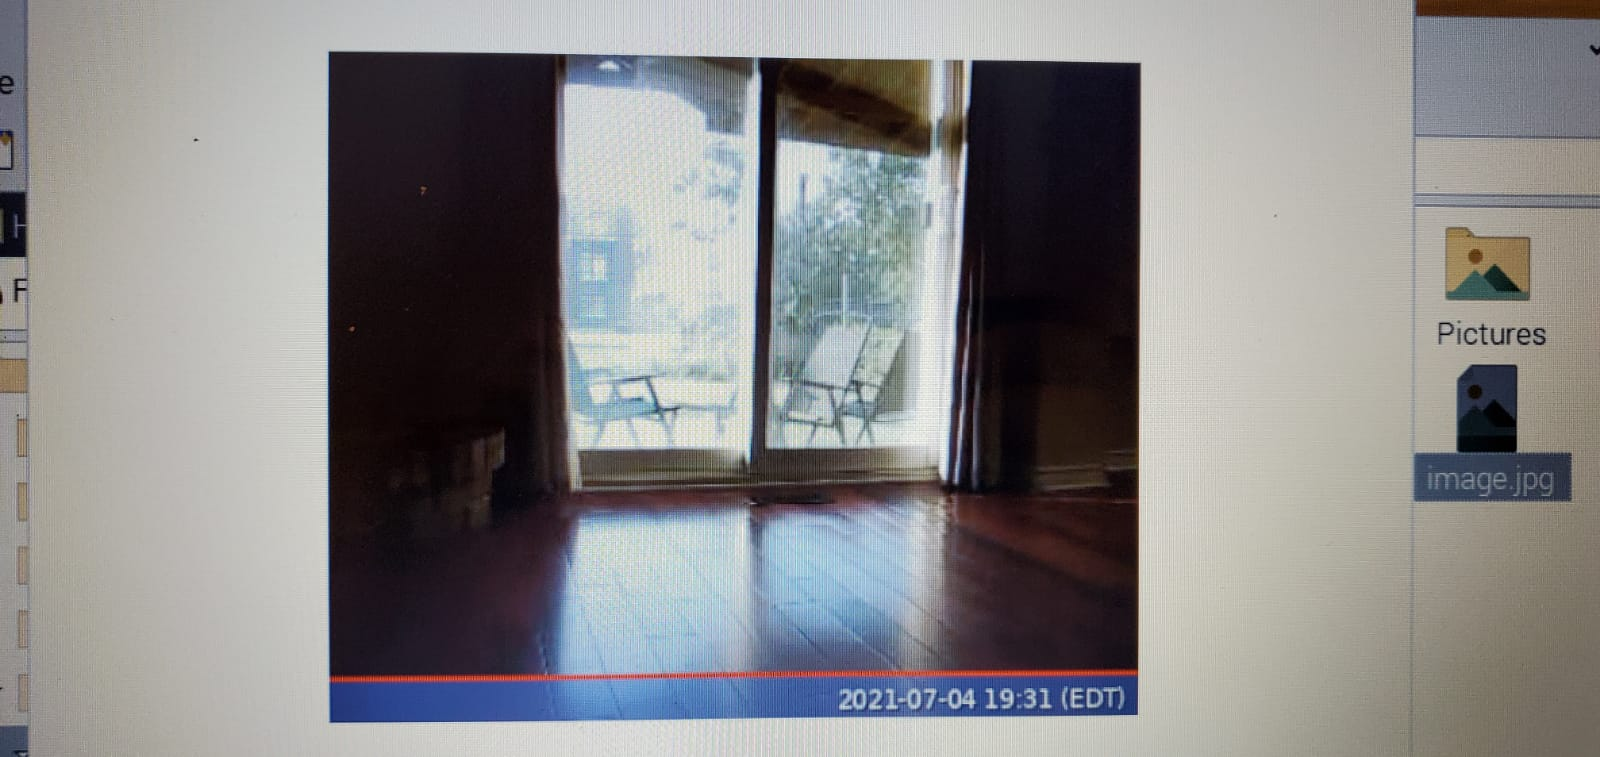 e
H
F
Pictures
image.jpg
2021-07-04 19:31 (EDT)